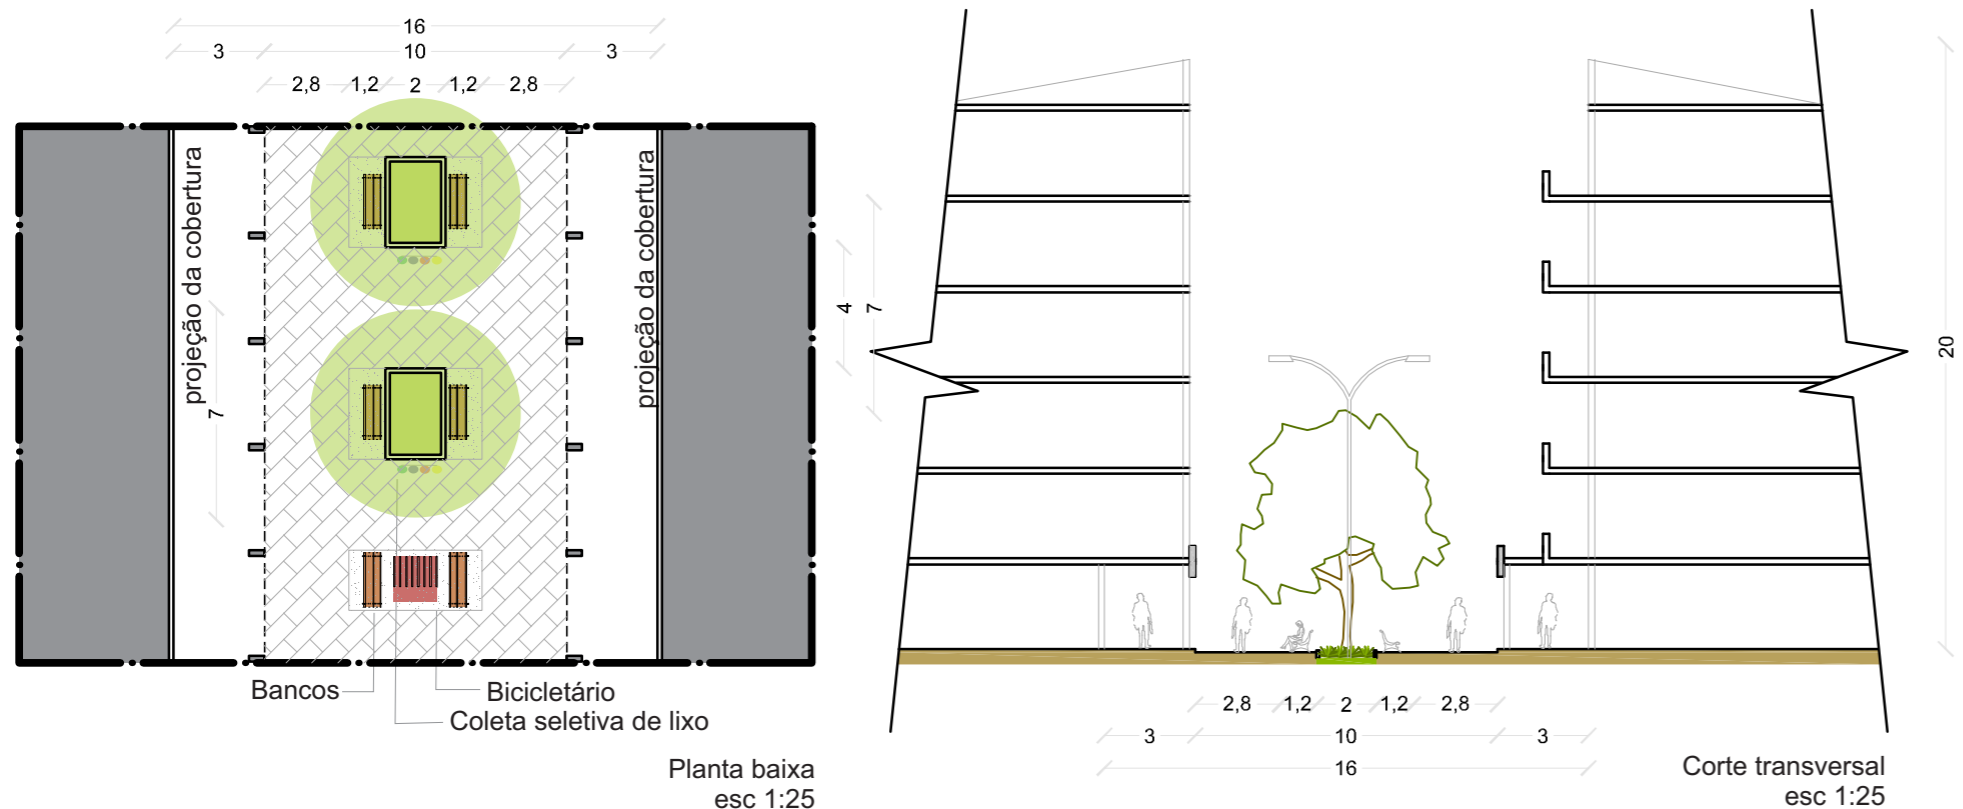 16
3 10 3
2,8 1,2 2 1,2 2,8
projeção da cobertura
projeção da cobertura
7
Bancos
Bicicletário
Coleta seletiva de lixo
Planta baixa
esc 1:25
4
7
20
2,8 1,2 2 1,2 2,8
3 10 3
16
Corte transversal
esc 1:25